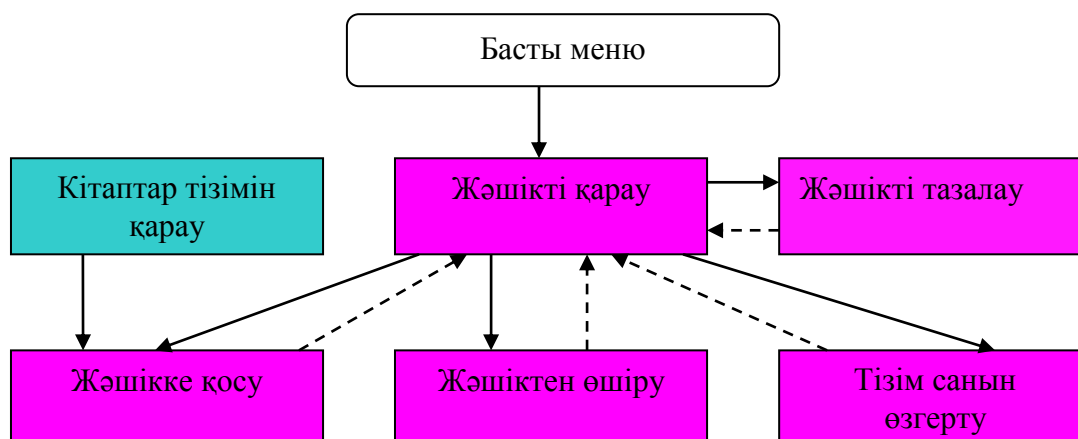 Басты меню
Кітаптар тізімін
қарау
Жәшікті қарау
Жәшікті тазалау
Жәшікке қосу
Жәшіктен өшіру
Тізім санын
өзгерту